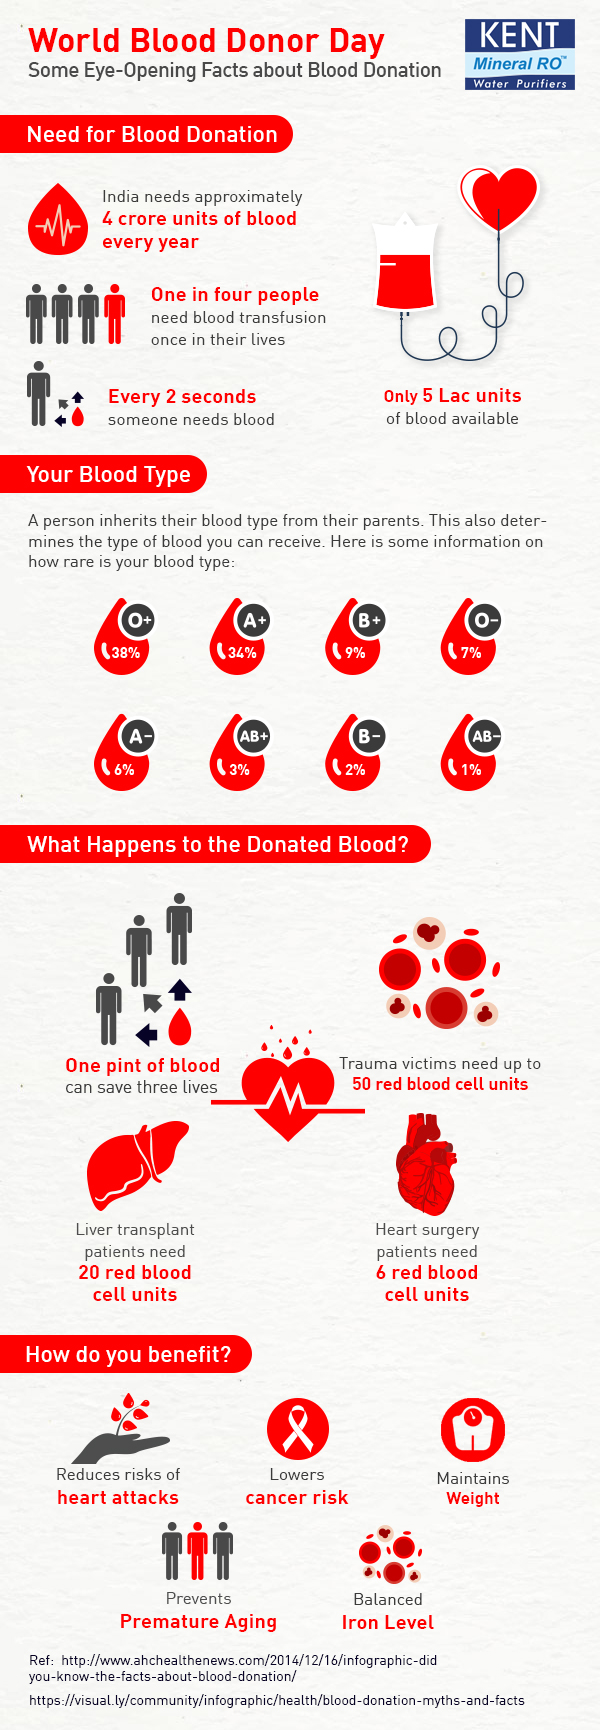 World Blood Donor Day
Some Eye-Opening Facts about Blood Donation
KENT
Mineral RO™
Water Purifiers
Need for Blood Donation
India needs approximately
4 crore units of blood
every year
One in four people
need blood transfusion
once in their lives
Every 2 seconds
someone needs blood
Only 5 Lac units
of blood available
Your Blood Type
A person inherits their blood type from their parents. This also deter-
mines the type of blood you can receive. Here is some information on
how rare is your blood type:
O+
38%
A+
34%
B+
9%
O-
7%
A-
6%
AB+
3%
B-
2%
AB-
1%
What Happens to the Donated Blood?
One pint of blood
can save three lives
Trauma victims need up to
50 red blood cell units
Liver transplant
patients need
20 red blood
cell units
Heart surgery
patients need
6 red blood
cell units
How do you benefit?
Reduces risks of
heart attacks
Lowers
cancer risk
Maintains
Weight
Prevents
Premature Aging
Balanced
Iron Level
Ref: http://www.ahchealthenews.com/2014/12/16/infographic-did
you-know-the-facts-about-blood-donation/
https://visual.ly/community/infographic/health/blood-donation-myths-and-facts